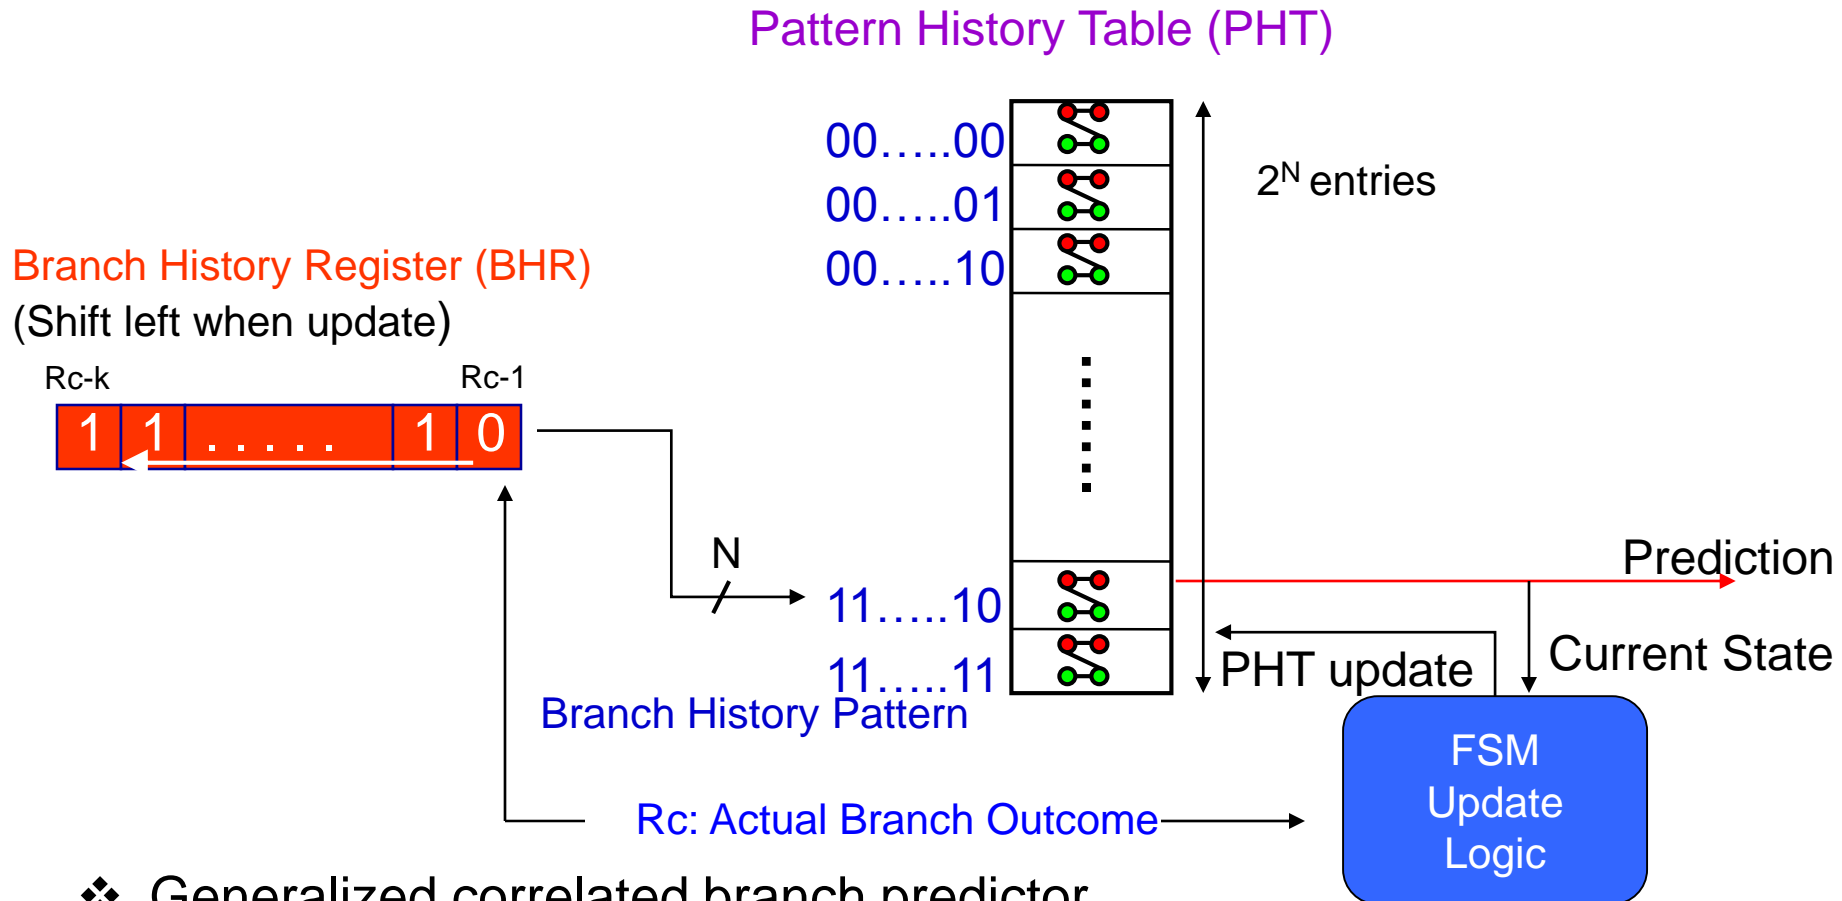 Pattern History Table (PHT)
00.....00
00.....01
2^N entries
00.....10
Branch History Register (BHR)
(Shift left when update)
Rc-k
Rc-1
1 1 ..... 1 0
N
Prediction
11.....10
Current State
PHT update
11.....11
Branch History Pattern
FSM
Update
Logic
Rc: Actual Branch Outcome
❖ Generalized correlated branch predictor